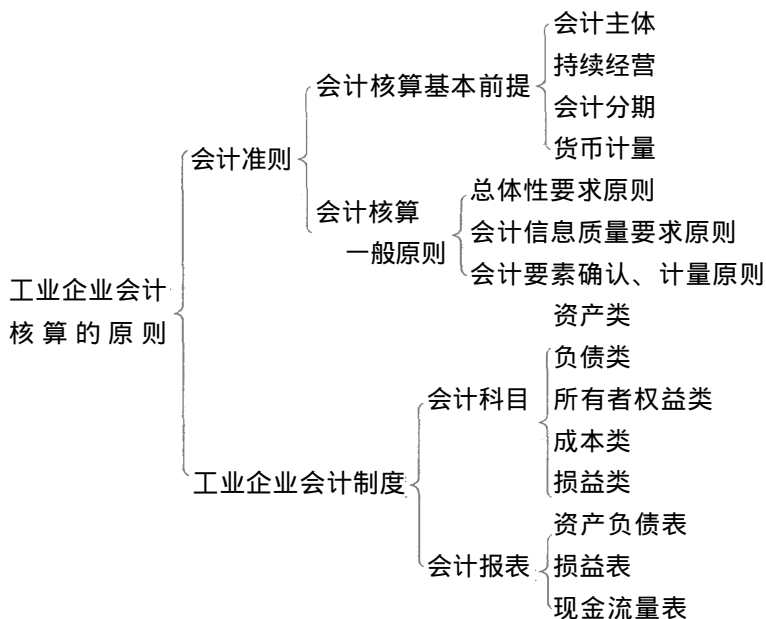 会计主体
持续经营
会计核算基本前提
会计分期
货币计量
会计准则
总体性要求原则
会计核算
一般原则
会计信息质量要求原则
会计要素确认、计量原则
工业企业会计
核算的原则
资产类
负债类
会计科目
所有者权益类
成本类
损益类
工业企业会计制度
资产负债表
会计报表
损益表
现金流量表